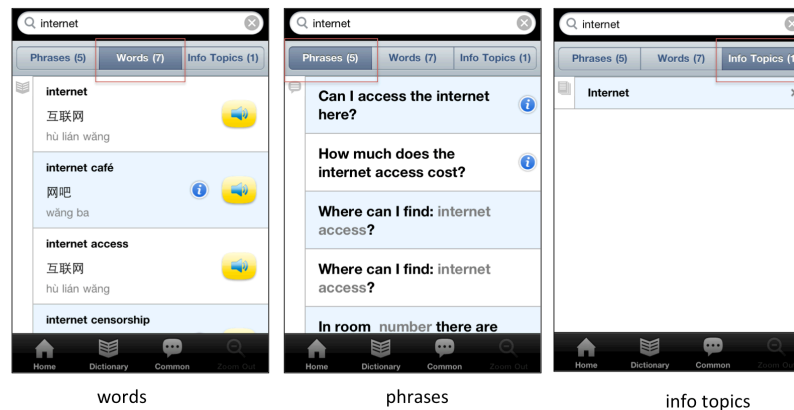 internet
Phrases (5) Words (7) Info Topics (1)
internet
互联网
hù lián wǎng
internet café
网吧
wǎng ba
internet access
互联网
hù lián wǎng
internet censorship
Home Dictionary Common Zoom Out
words
internet
Phrases (5) Words (7) Info Topics (1)
Can I access the internet
here?
How much does the
internet access cost?
Where can I find: internet
access?
Where can I find: internet
access?
In room number there are
Home Dictionary Common Zoom Out
phrases
internet
Phrases (5) Words (7) Info Topics (1
Internet
Home Dictionary Common Zoom Out
info topics